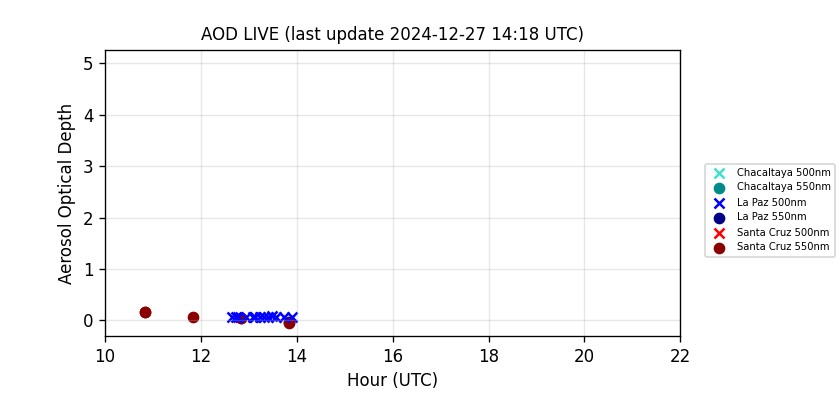 AOD LIVE (last update 2024-12-27 14:18 UTC)
Aerosol Optical Depth
5
4
3
2
1
0
10 12 14 16 18 20 22
Hour (UTC)
Chacaltaya 500nm
Chacaltaya 550nm
La Paz 500nm
La Paz 550nm
Santa Cruz 500nm
Santa Cruz 550nm